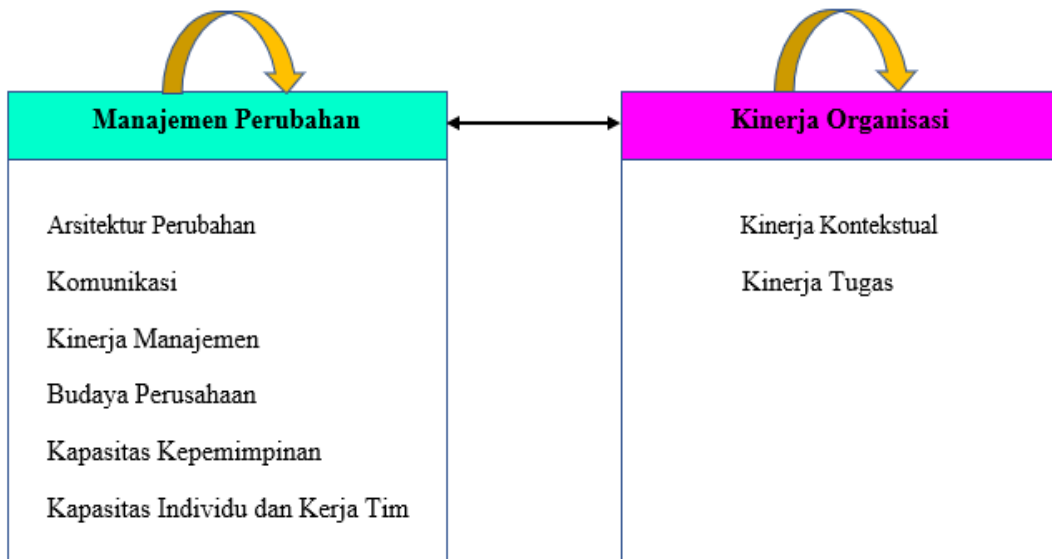 Manajemen Perubahan
Arsitektur Perubahan
Komunikasi
Kinerja Manajemen
Budaya Perusahaan
Kapasitas Kepemimpinan
Kapasitas Individu dan Kerja Tim
Kinerja Organisasi
Kinerja Kontekstual
Kinerja Tugas